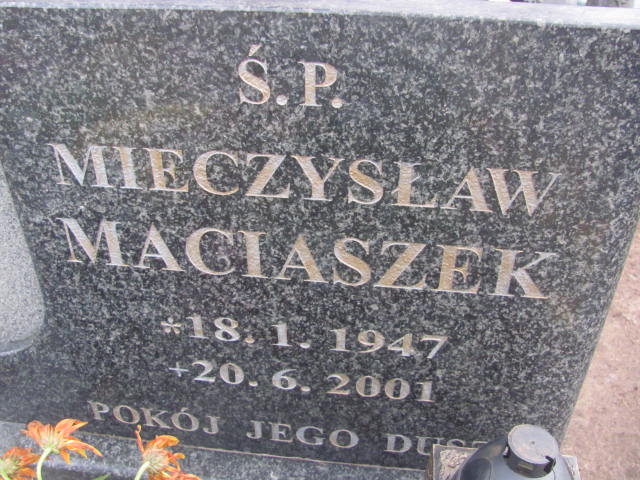 Ś.P.
MIECZYSŁAW
MACIASZEK
*18.1.1947
+20.6.2001
POKÓJ JEGO